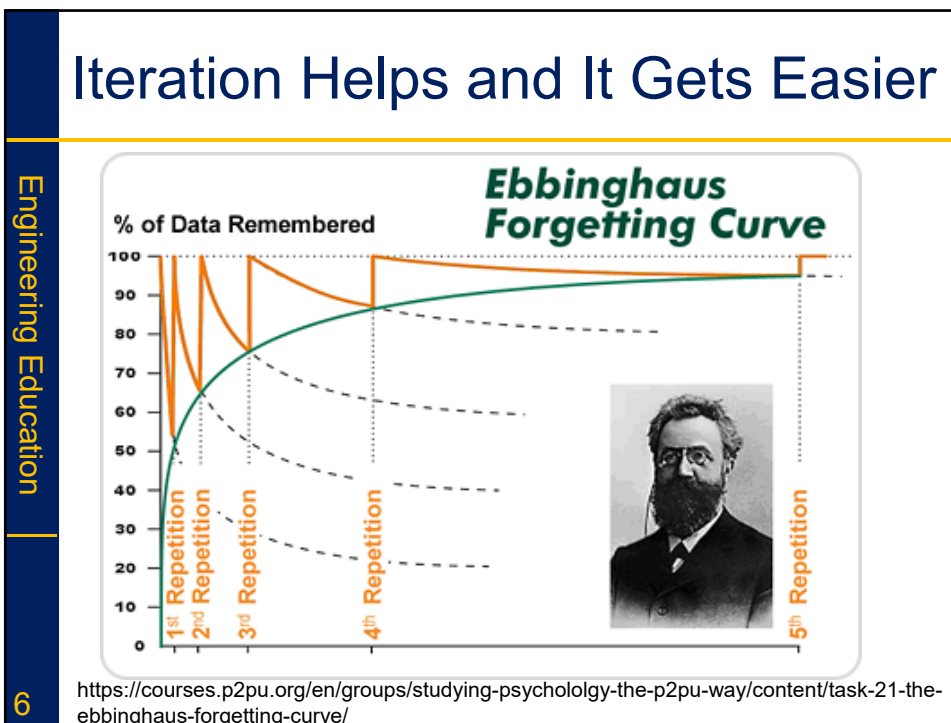 Iteration Helps and It Gets Easier
Engineering Education
Ebbinghaus
Forgetting Curve
% of Data Remembered
100
90
80
70
60
50
40
30
20
10
0
1st Repetition
2nd Repetition
3rd Repetition
4th Repetition
5th Repetition
6
https://courses.p2pu.org/en/groups/studying-psychololgy-the-p2pu-way/content/task-21-the-
ebbinghaus-forgetting-curve/